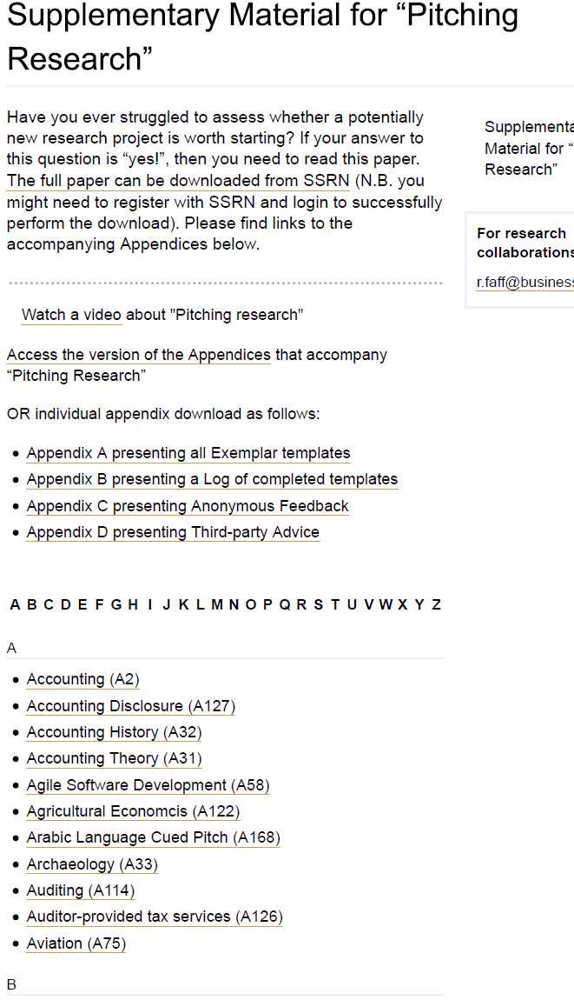 Supplementary Material for “Pitching
Research”
Have you ever struggled to assess whether a potentially
new research project is worth starting? If your answer to
this question is “yes!”, then you need to read this paper.
The full paper can be downloaded from SSRN (N.B. you
might need to register with SSRN and login to successfully
perform the download). Please find links to the
accompanying Appendices below.
Watch a video about "Pitching research"
Access the version of the Appendices that accompany
“Pitching Research”
OR individual appendix download as follows:
• Appendix A presenting all Exemplar templates
• Appendix B presenting a Log of completed templates
• Appendix C presenting Anonymous Feedback
• Appendix D presenting Third-party Advice
A B C D E F G H I J K L M N O P Q R S T U V W X Y Z
A
• Accounting (A2)
• Accounting Disclosure (A127)
• Accounting History (A32)
• Accounting Theory (A31)
• Agile Software Development (A58)
• Agricultural Economcis (A122)
• Arabic Language Cued Pitch (A168)
• Archaeology (A33)
• Auditing (A114)
• Auditor-provided tax services (A126)
• Aviation (A75)
B
Supplementa
Material for “
Research”
For research
collaborations
r.faff@business